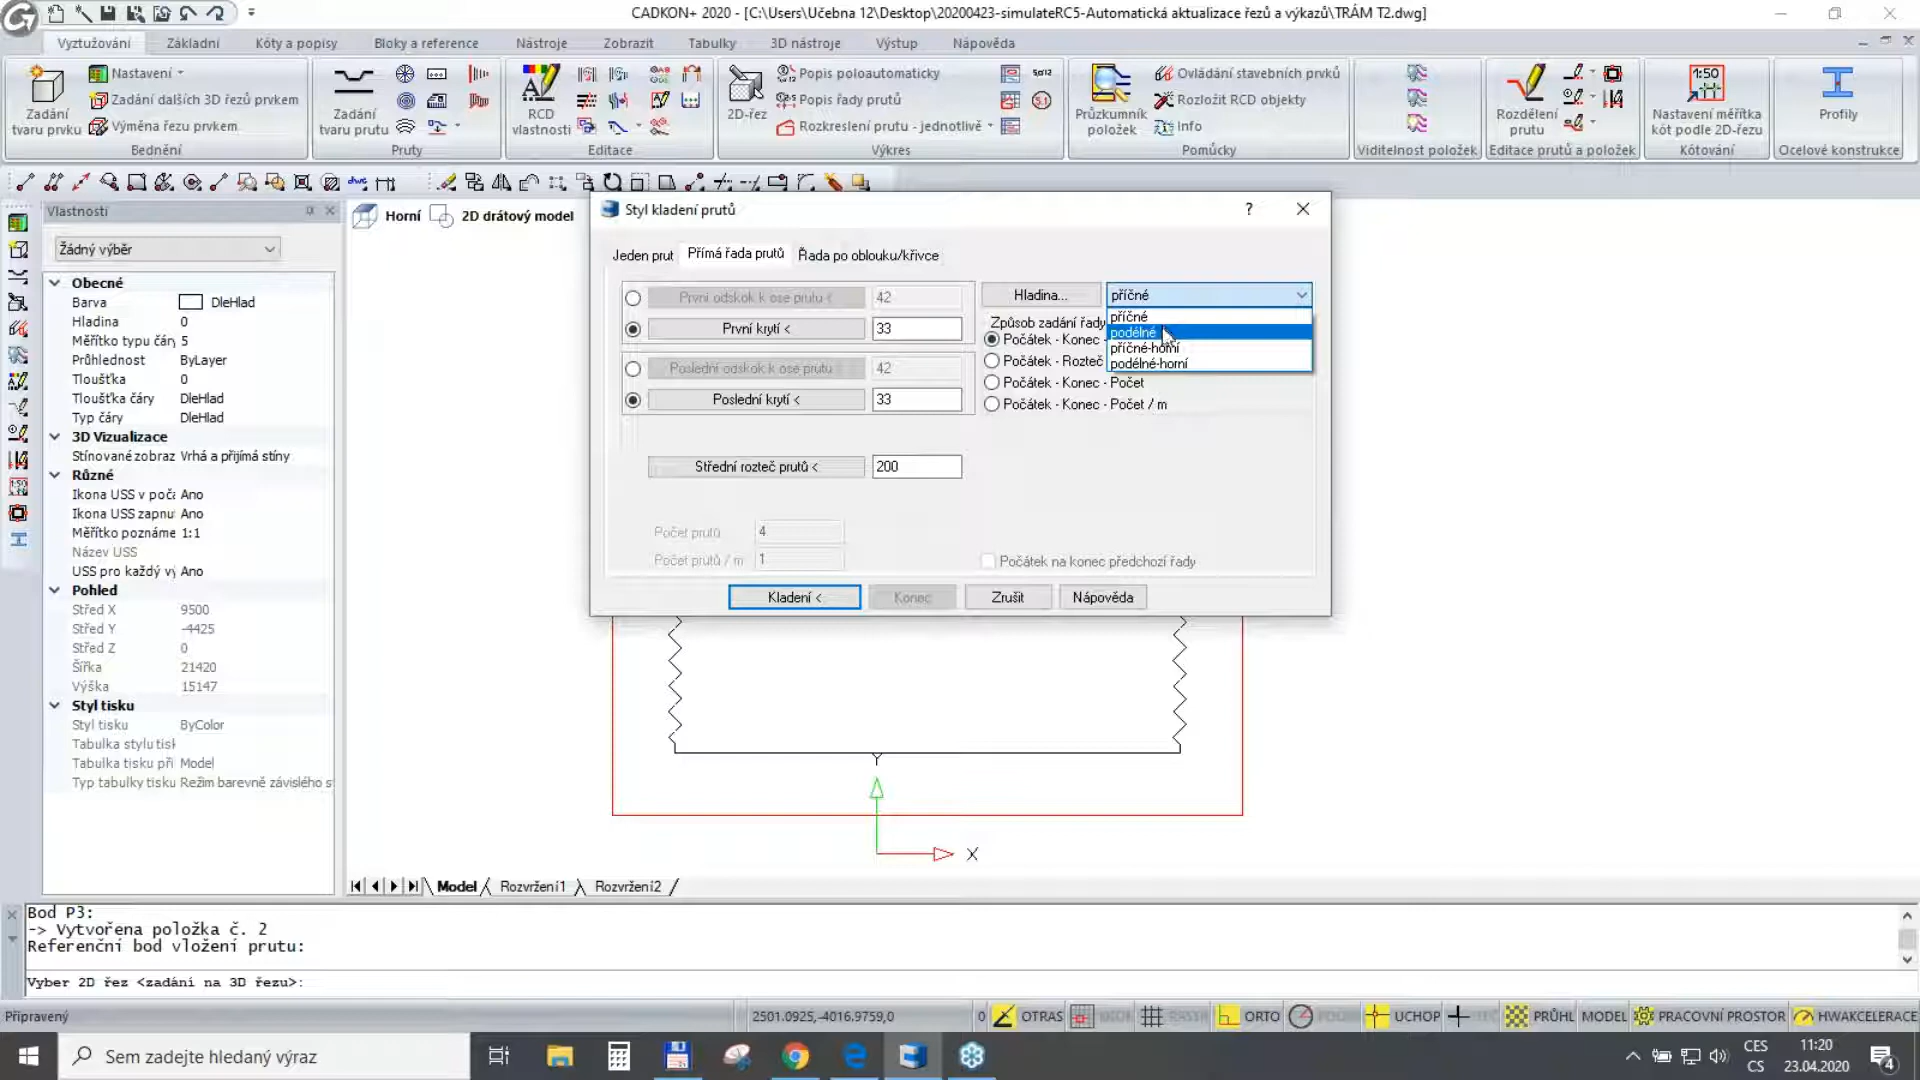 CADKON+ 2020 - [C:\Users\Učebna 12\Desktop\20200423-simulateRC5-Automatická aktualizace řezů a výkazů\TRÁM T2.dwg]
Vyztužování
Základní
Kóty a popisy
Bloky a reference
Nástroje
Zobrazit
Tabulky
3D nástroje
Výstup
Nápověda
Zadání tvaru prvku
Nastavení
Zadání dalších 3D řezů prvkem
Výměna řezu prvkem
Bednění
Zadání tvaru prutu
Pruty
RCD vlastnosti
Editace
2D-řez
Popis poloautomaticky
Popis řady prutů
Rozkreslení prutu - jednotlivě
Výkres
Průzkumník položek
Ovládání stavebních prvků
Rozložit RCD objekty
Info
Pomůcky
Viditelnost položek
Rozdělení prutu
Editace prutů a položek
1:50
Nastavení měřítka kót podle 2D-řezu
Kótování
Profily
Ocelové konstrukce
Vlastnosti
Žádný výběr
Obecné
Barva DleHlad
Hladina 0
Měřítko typu čáry 5
Průhlednost ByLayer
Tloušťka 0
Tloušťka čáry DleHlad
Typ čáry DleHlad
3D Vizualizace
Stínované zobraz Vrhá a přijímá stíny
Různé
Ikona USS v poča Ano
Ikona USS zapnu Ano
Měřítko poznáme 1:1
Název USS
USS pro každý vý Ano
Pohled
Střed X 9500
Střed Y -4425
Střed Z 0
Šířka 21420
Výška 15147
Styl tisku
Styl tisku ByColor
Tabulka stylu tisk
Tabulka tisku při Model
Typ tabulky tisku Režim barevně závislého s
Horní
2D drátový model
Styl kladení prutů
?
Jeden prut
Přímá řada prutů
Řada po oblouku/křivce
První odskok k ose prutu < 42
První krytí < 33
Poslední odskok k ose prutu 42
Poslední krytí < 33
Střední rozteč prutů < 200
Počet prutů 4
Počet prutů / m 1
Hladina...
příčné
příčné
podélné
příčné-horní
podélné-horní
Způsob zadání řady
Počátek - Konec -
Počátek - Rozteč
Počátek - Konec - Počet
Počátek - Konec - Počet / m
Počátek na konec předchozí řady
Kladení <
Konec
Zrušit
Nápověda
Y
X
Model
Rozvržení1
Rozvržení2
Bod P3:
-> Vytvořena položka č. 2
Referenční bod vložení prutu:
Vyber 2D řez <zadání na 3D řezu>:
Připravený
2501.0925,-4016.9759,0
0
OTRAS
ORTO
UCHOP
PRŮHL
MODEL
PRACOVNÍ PROSTOR
HWAKCELERACE
Sem zadejte hledaný výraz
CES
CS
11:20
23.04.2020
4